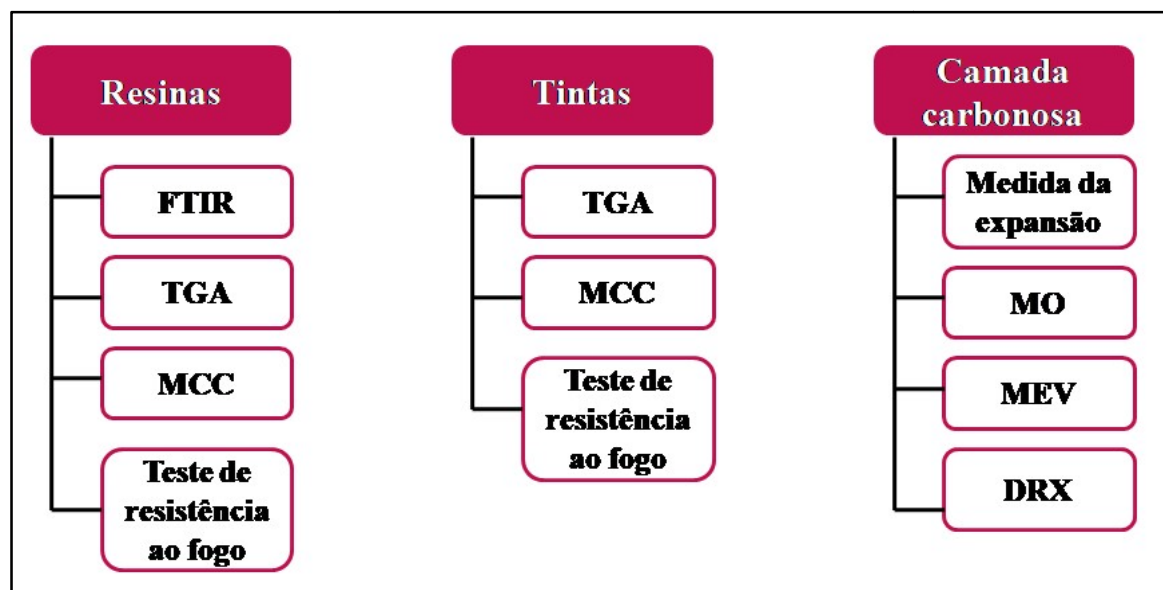 Resinas
FTIR
TGA
MCC
Teste de
resistência
ao fogo
Tintas
TGA
MCC
Teste de
resistência
ao fogo
Camada
carbonosa
Medida da
expansão
MO
MEV
DRX